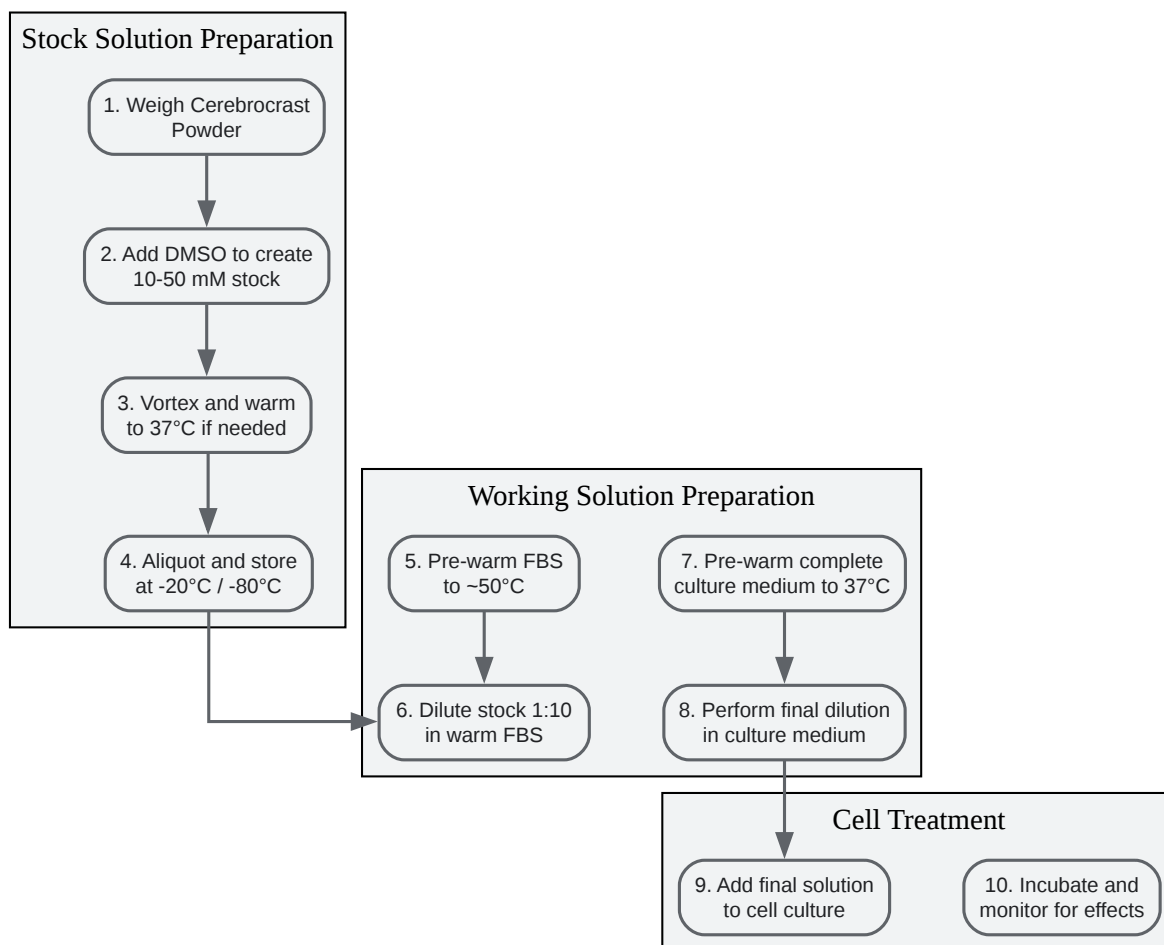 Stock Solution Preparation
1. Weigh Cerebrocrast
Powder
2. Add DMSO to create
10-50 mM stock
3. Vortex and warm
to 37°C if needed
4. Aliquot and store
at -20°C / -80°C
Working Solution Preparation
5. Pre-warm FBS
to ~50°C
7. Pre-warm complete
culture medium to 37°C
6. Dilute stock 1:10
in warm FBS
8. Perform final dilution
in culture medium
Cell Treatment
9. Add final solution
to cell culture
10. Incubate and
monitor for effects